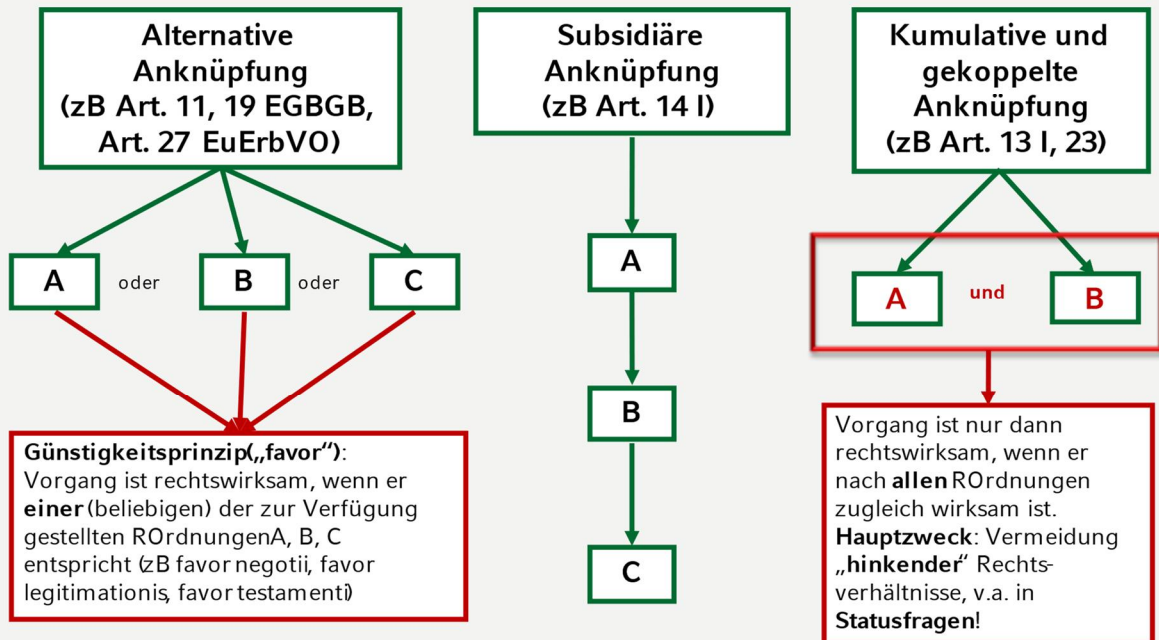 Alternative
Anknüpfung
(zB Art. 11, 19 EGBGB,
Art. 27 EuErbVO)
A oder B oder C
Günstigkeitsprinzip(„favor“):
Vorgang ist rechtswirksam, wenn er
einer (beliebigen) der zur Verfügung
gestellten ROrdnungenA, B, C
entspricht (zB favor negotii, favor
legitimationis, favor testamenti)
Subsidiäre
Anknüpfung
(zB Art. 14 I)
A
B
C
Kumulative und
gekoppelte
Anknüpfung
(zB Art. 13 I, 23)
A und B
Vorgang ist nur dann
rechtswirksam, wenn er
nach allen ROrdnungen
zugleich wirksam ist.
Hauptzweck: Vermeidung
„hinkender“ Rechts-
verhältnisse, v.a. in
Statusfragen!